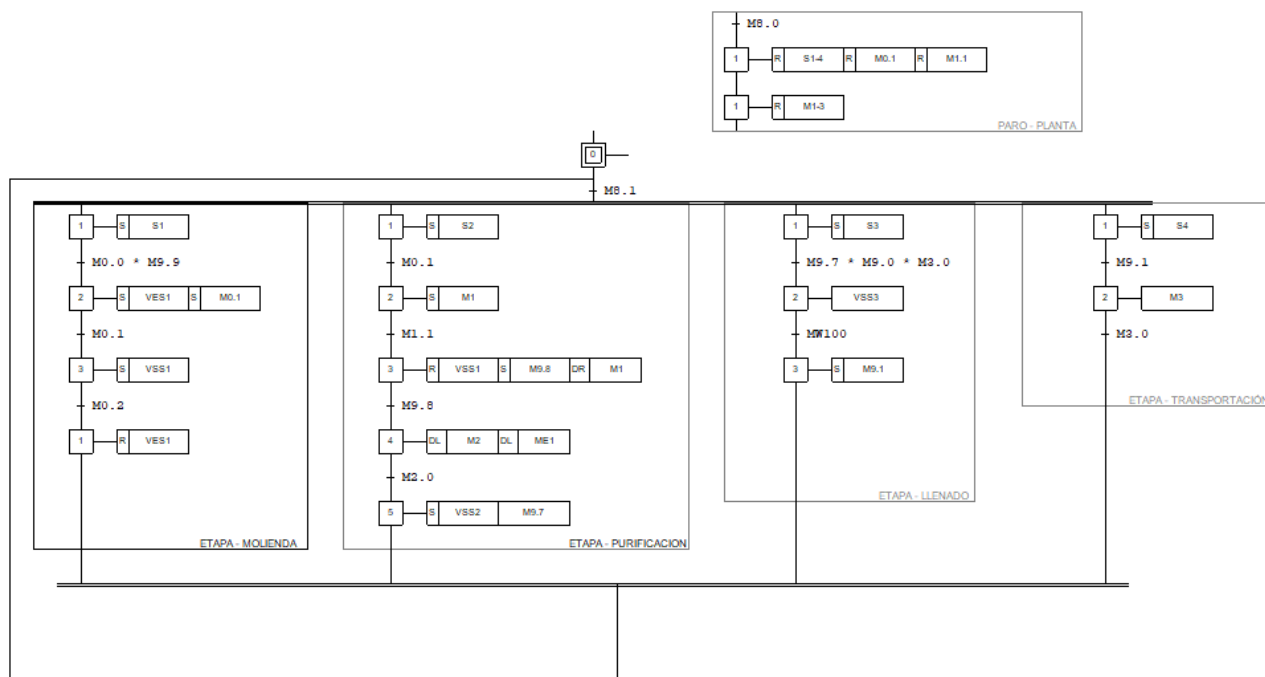 M8.0
1 R S1-4 R M0.1 R M1.1
1 R M1-3
PARO - PLANTA
0
M8.1
1 S S1
M0.0 * M9.9
2 S VES1 S M0.1
M0.1
3 S VSS1
M0.2
1 R VES1
ETAPA - MOLIENDA
1 S S2
M0.1
2 S M1
M1.1
3 R VSS1 S M9.8 DR M1
M9.8
4 DL M2 DL ME1
M2.0
5 S VSS2 M9.7
ETAPA - PURIFICACION
1 S S3
M9.7 * M9.0 * M3.0
2 VSS3
MW100
3 S M9.1
ETAPA - LLENADO
1 S S4
M9.1
2 M3
M3.0
ETAPA - TRANSPORTACIÓN